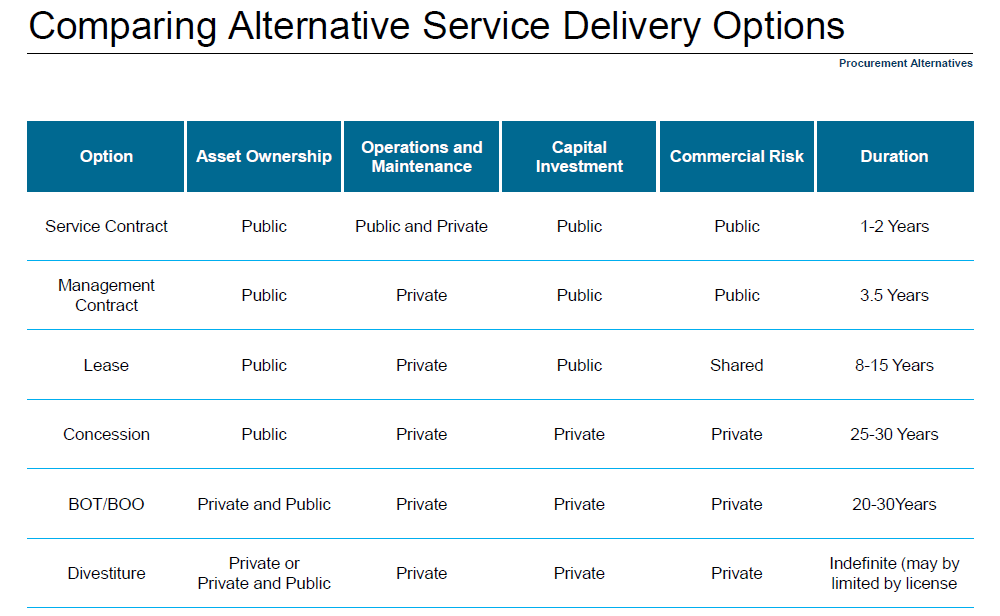 Comparing Alternative Service Delivery Options
Procurement Alternatives
Option Asset Ownership Operations and Maintenance Capital Investment Commercial Risk Duration
Service Contract Public Public and Private Public Public 1-2 Years
Management Contract Public Private Public Public 3.5 Years
Lease Public Private Public Shared 8-15 Years
Concession Public Private Private Private 25-30 Years
BOT/BOO Private and Public Private Private Private 20-30Years
Divestiture Private or Private and Public Private Private Private Indefinite (may by limited by license